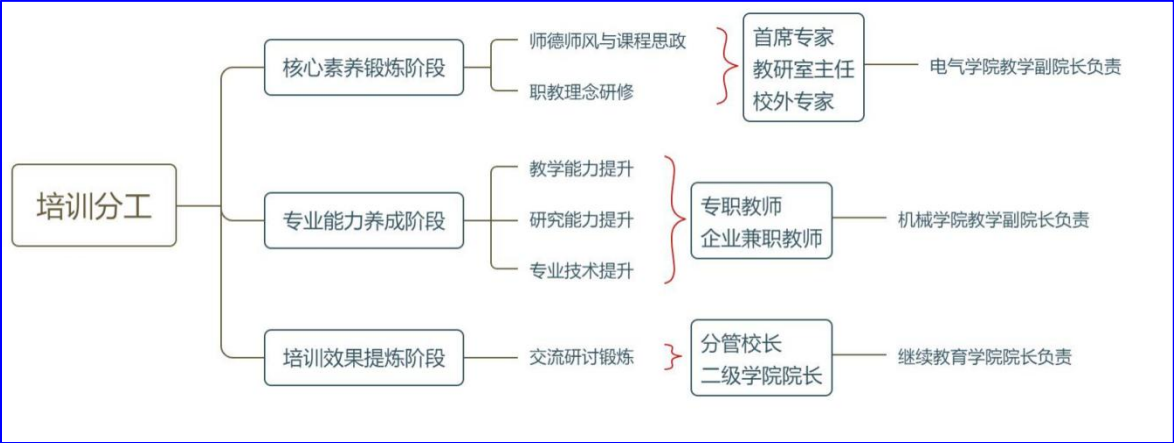 培训分工
核心素养锻炼阶段
师德师风与课程思政
职教理念研修
首席专家
教研室主任
校外专家
电气学院教学副院长负责
专业能力养成阶段
教学能力提升
研究能力提升
专业技术提升
专职教师
企业兼职教师
机械学院教学副院长负责
培训效果提炼阶段
交流研讨锻炼
分管校长
二级学院院长
继续教育学院院长负责